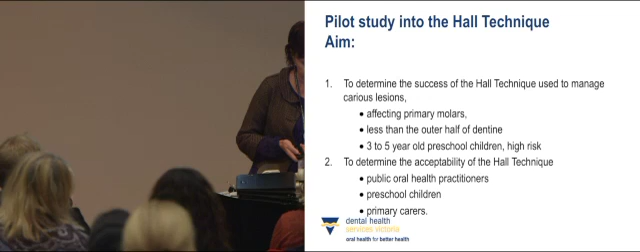 Pilot study into the Hall Technique
Aim:
1. To determine the success of the Hall Technique used to manage
carious lesions,
• affecting primary molars,
• less than the outer half of dentine
• 3 to 5 year old preschool children, high risk
2. To determine the acceptability of the Hall Technique
• public oral health practitioners
• preschool children
• primary carers.
dental health
services victoria
oral health for better health